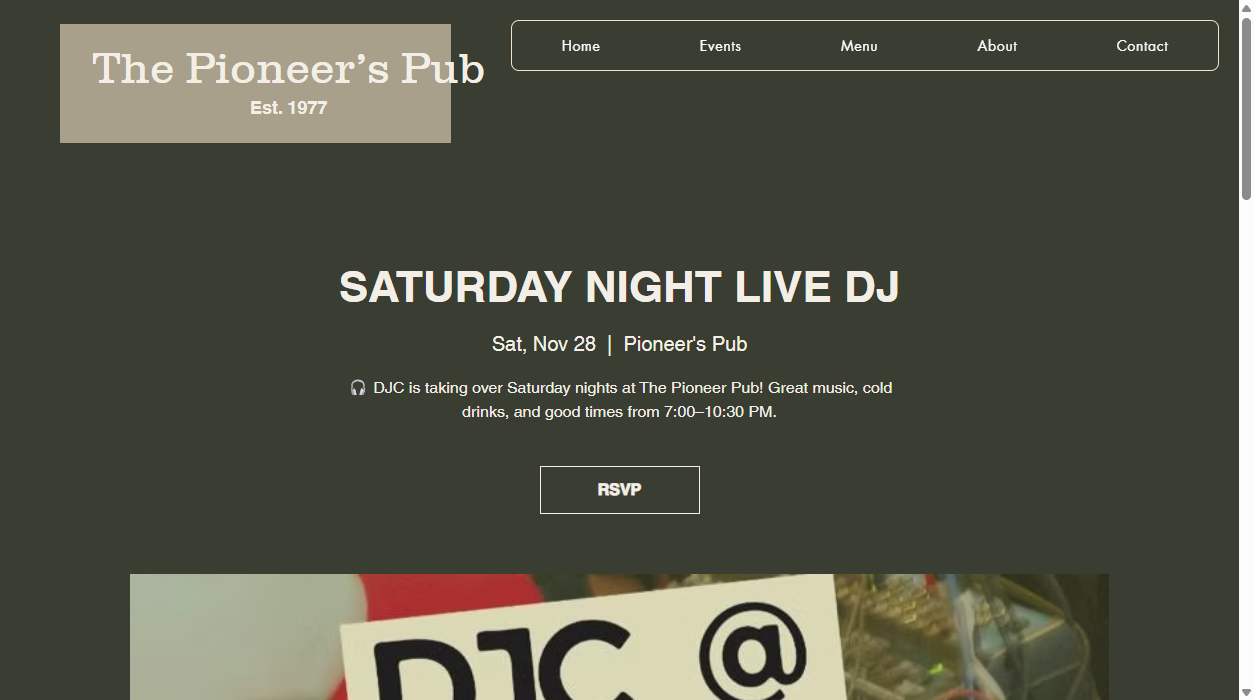 The Pioneer's Pub
Est. 1977
Home
Events
Menu
About
Contact
SATURDAY NIGHT LIVE DJ
Sat, Nov 28 | Pioneer's Pub
🎧 DJC is taking over Saturday nights at The Pioneer Pub! Great music, cold
drinks, and good times from 7:00–10:30 PM.
RSVP
DJC @